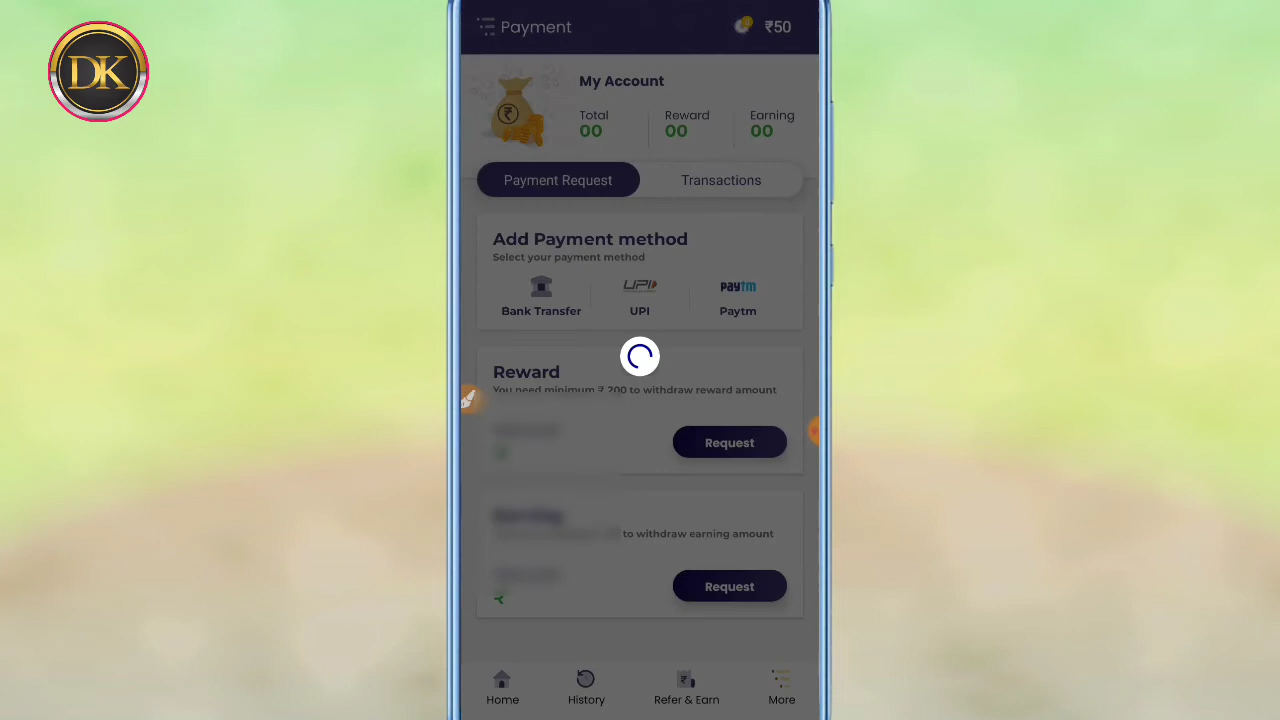 DK
Payment
₹50
My Account
Total
Reward
Earning
00
00
00
Payment Request
Transactions
Add Payment method
Select your payment method
UPI
paytm
Bank Transfer
UPI
Paytm
Reward
You need minimum ₹ 200 to withdraw reward amount
Request
to withdraw earning amount
Request
Home
History
Refer & Earn
More